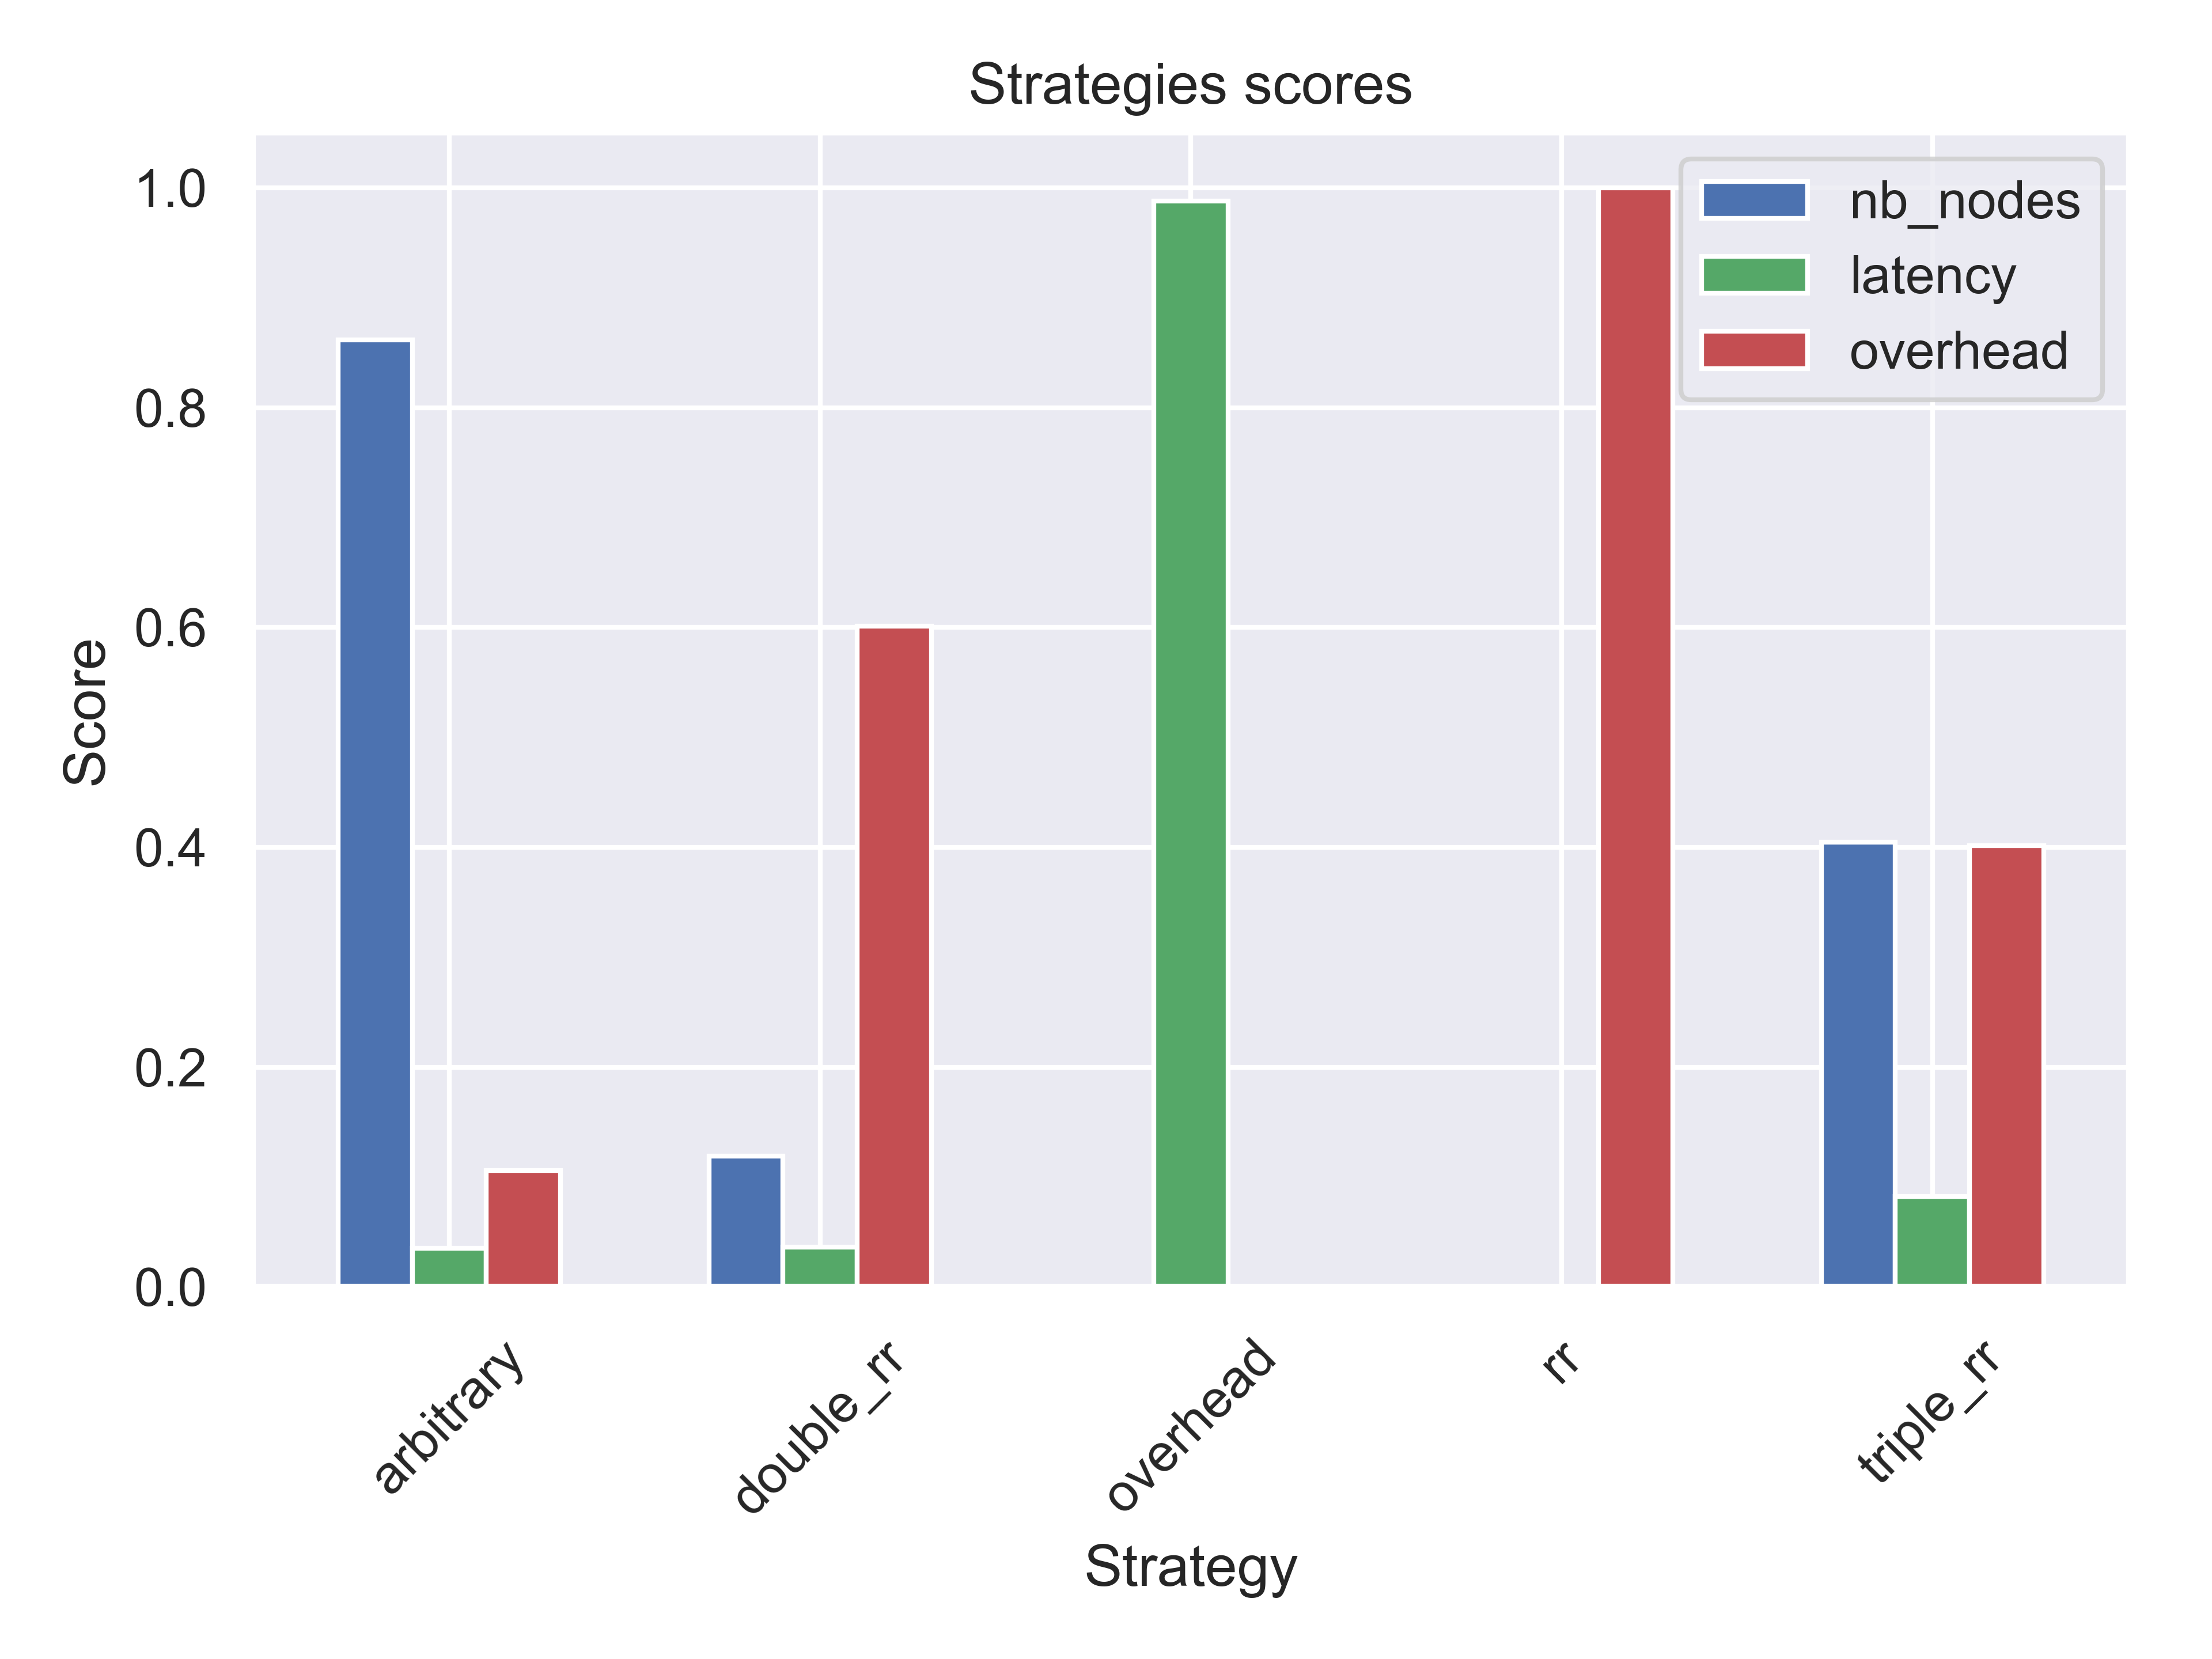 Strategies scores
1.0
0.8
0.6
0.4
0.2
0.0
Score
nb_nodes
latency
overhead
arbitrary
double_rr
overhead
rr
triple_rr
Strategy